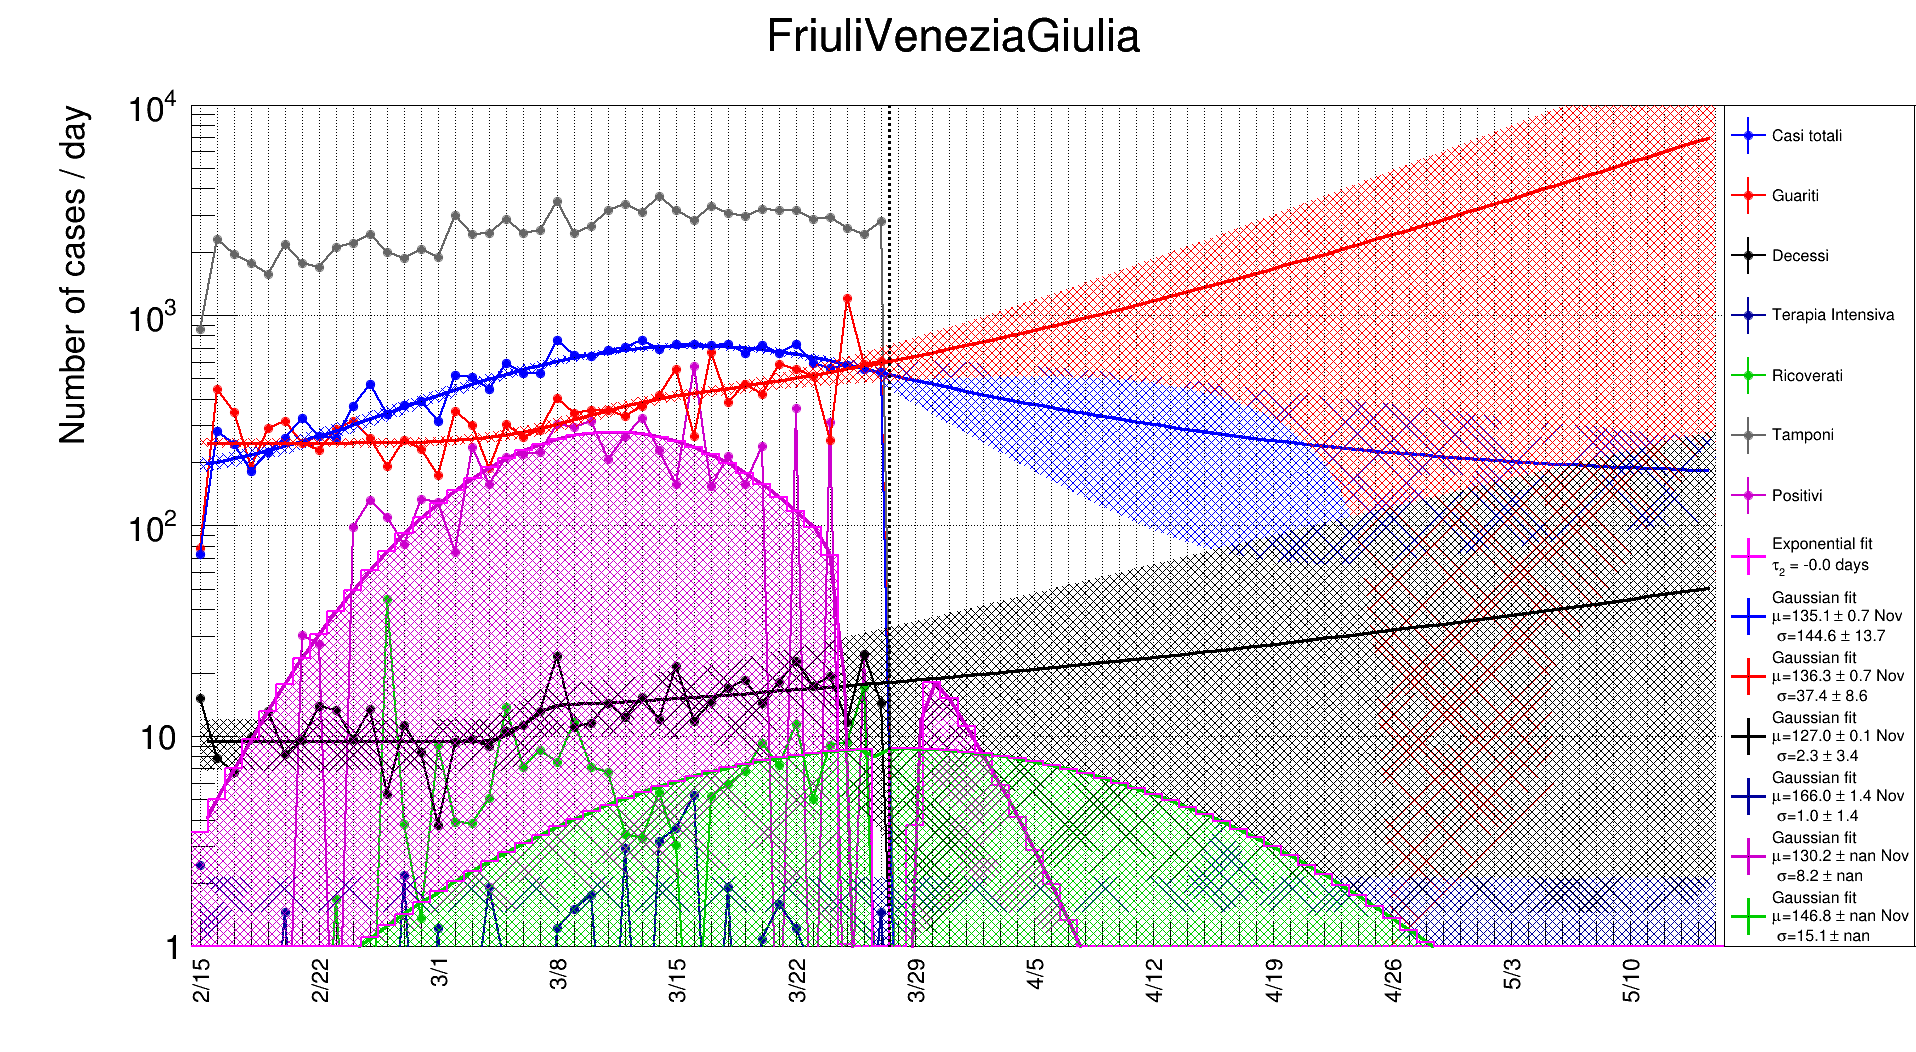 FriuliVeneziaGiulia
Number of cases / day
10^4
10^3
10^2
10
1
2/15
2/22
3/1
3/8
3/15
3/22
3/29
4/5
4/12
4/19
4/26
5/3
5/10
Casi totali
Guariti
Decessi
Terapia Intensiva
Ricoverati
Tamponi
Positivi
Exponential fit
τ_2 = -0.0 days
Gaussian fit
μ=135.1 ± 0.7 Nov
σ=144.6 ± 13.7
Gaussian fit
μ=136.3 ± 0.7 Nov
σ=37.4 ± 8.6
Gaussian fit
μ=127.0 ± 0.1 Nov
σ=2.3 ± 3.4
Gaussian fit
μ=166.0 ± 1.4 Nov
σ=1.0 ± 1.4
Gaussian fit
μ=130.2 ± nan Nov
σ=8.2 ± nan
Gaussian fit
μ=146.8 ± nan Nov
σ=15.1 ± nan